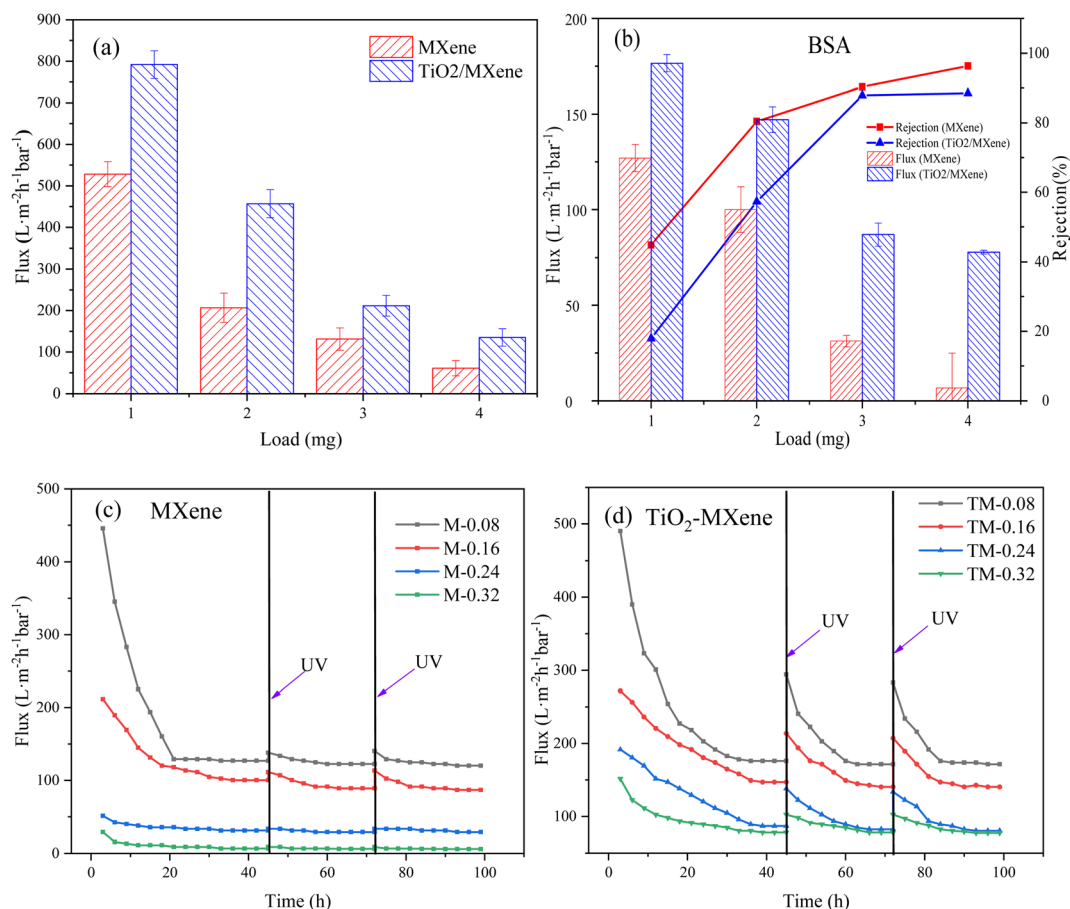 (a)
MXene
TiO2/MXene
900
800
700
600
500
400
300
200
100
0
Flux (L·m⁻²h⁻¹bar⁻¹)
1 2 3 4
Load (mg)
(b)
BSA
Rejection (MXene)
Rejection (TiO2/MXene)
Flux (MXene)
Flux (TiO2/MXene)
200
150
100
50
0
Flux (L·m⁻²h⁻¹bar⁻¹)
100
80
60
40
20
0
Rejection(%)
1 2 3 4
Load (mg)
(c)
MXene
M-0.08
M-0.16
M-0.24
M-0.32
UV
UV
500
400
300
200
100
0
Flux (L·m⁻²h⁻¹bar⁻¹)
0 20 40 60 80 100
Time (h)
(d)
TiO₂-MXene
TM-0.08
TM-0.16
TM-0.24
TM-0.32
UV
UV
500
400
300
200
100
Flux (L·m⁻²h⁻¹bar⁻¹)
0 20 40 60 80 100
Time (h)